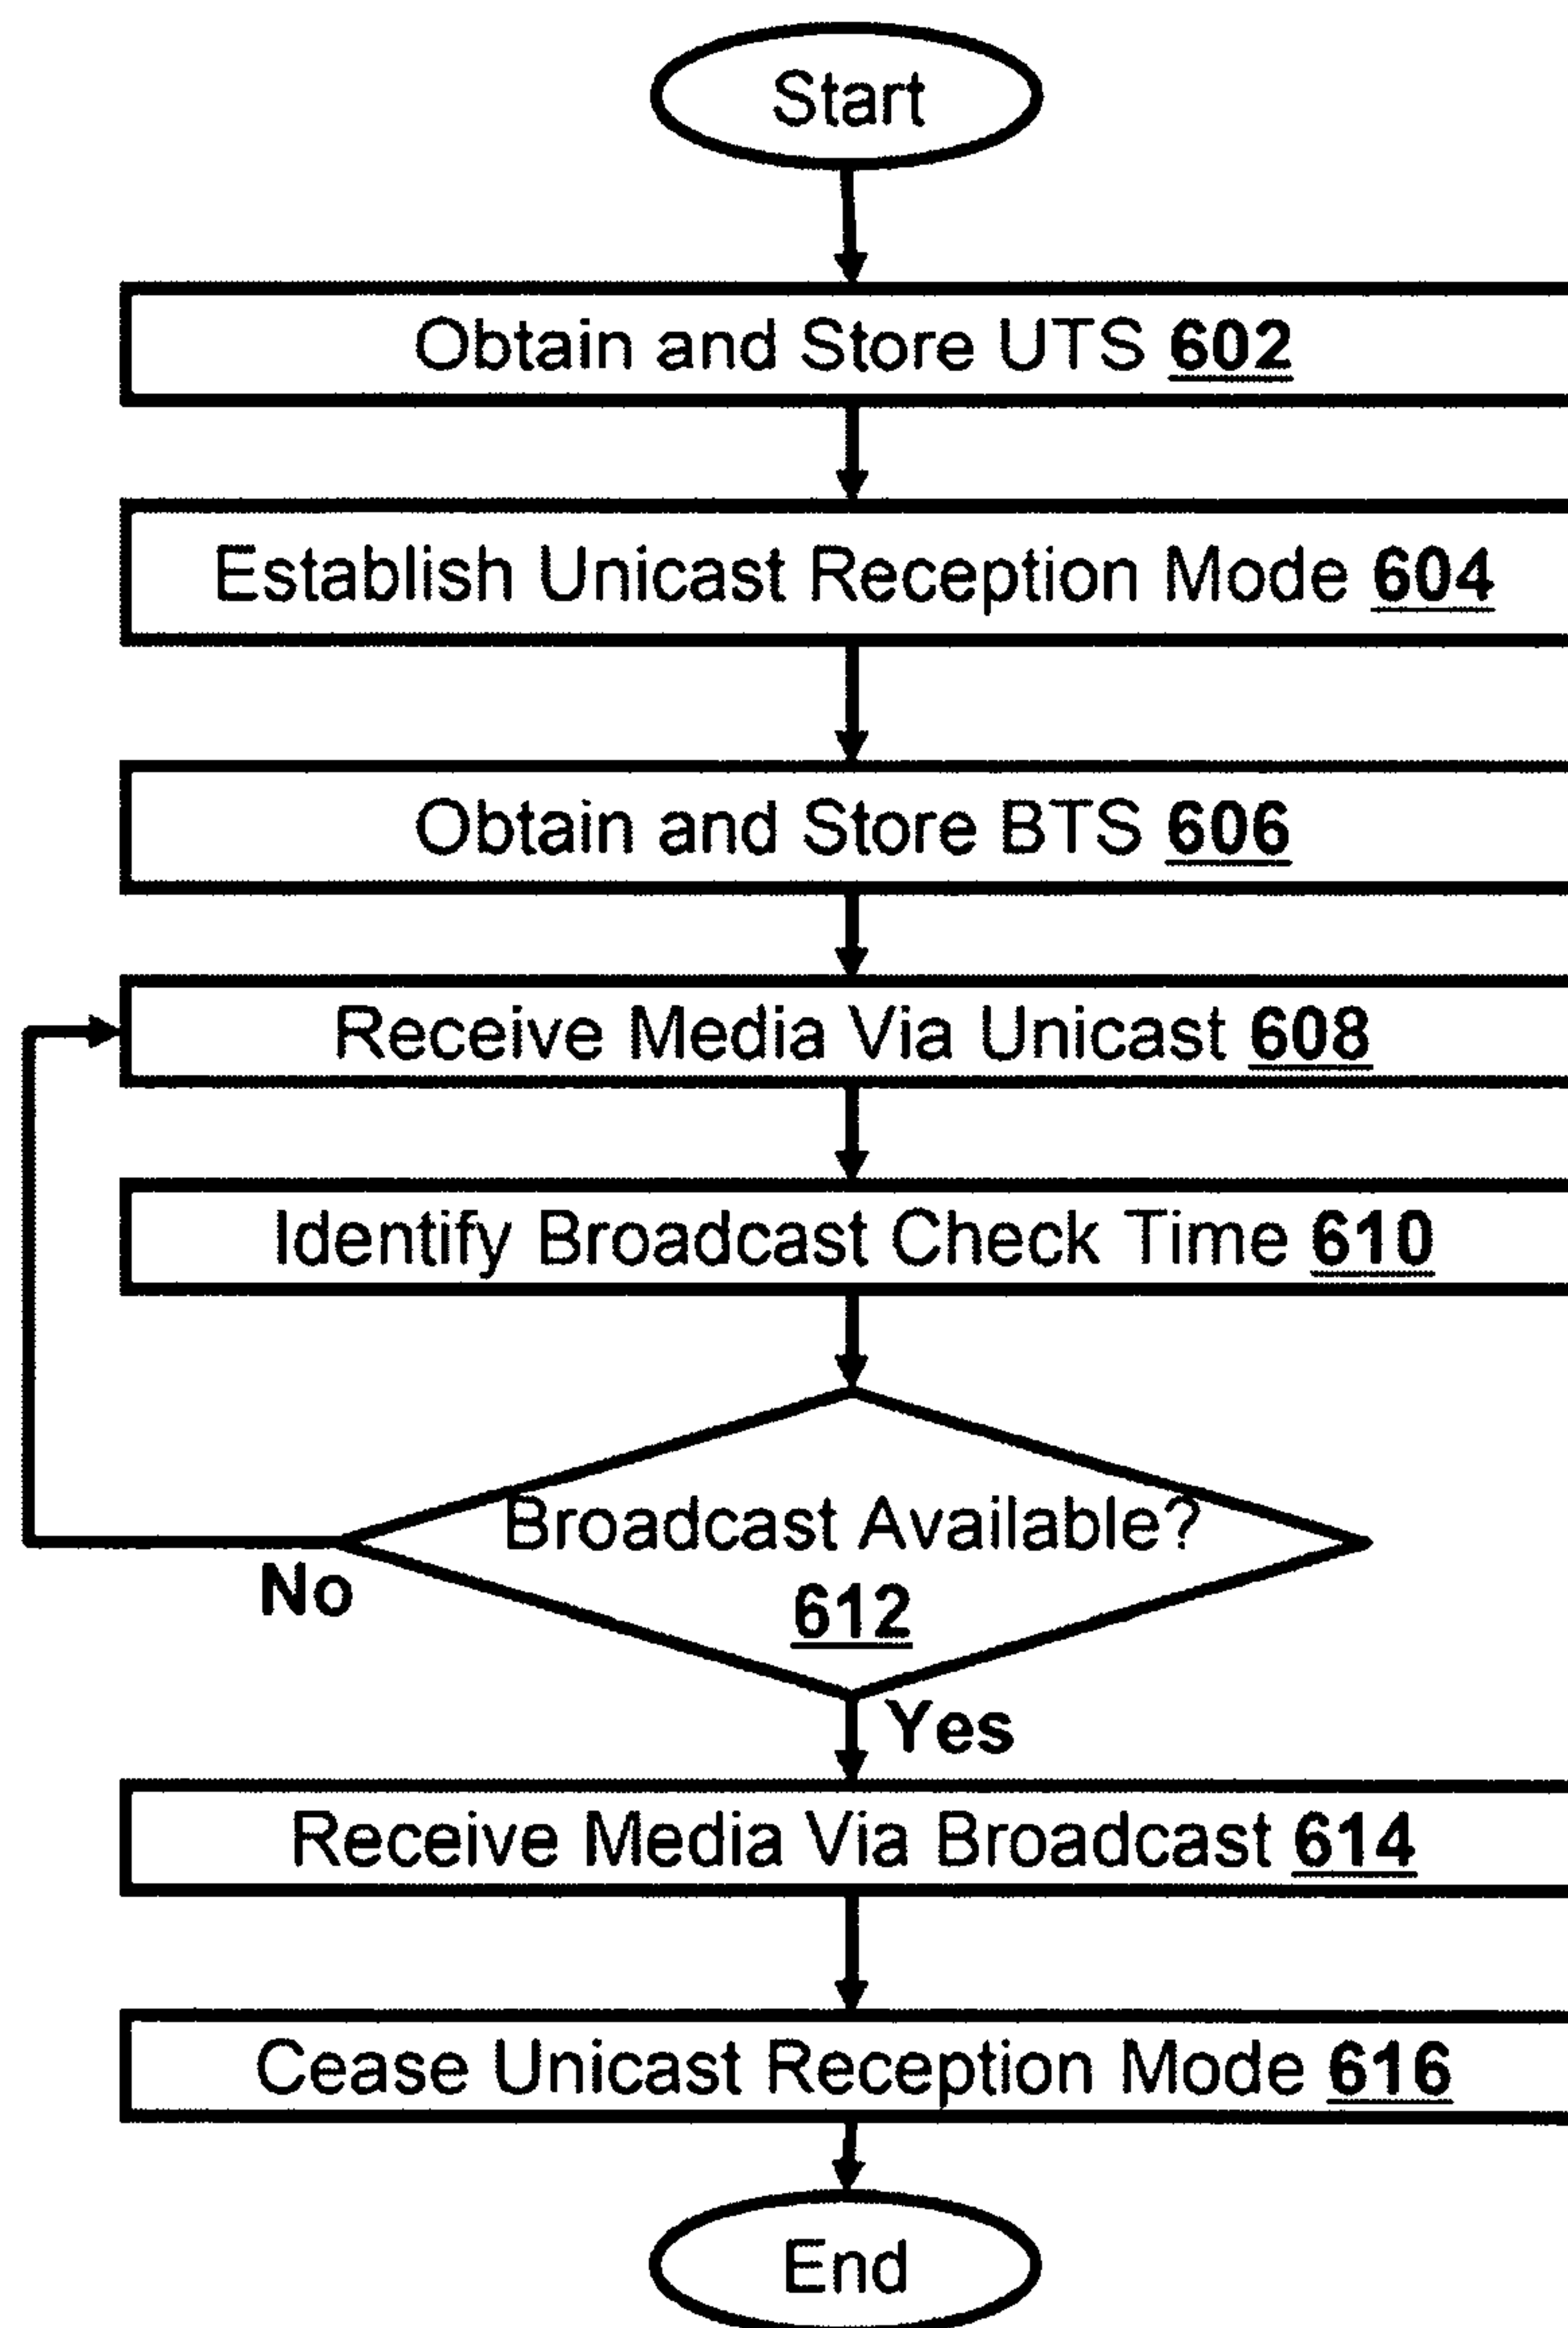 Start
Obtain and Store UTS 602
Establish Unicast Reception Mode 604
Obtain and Store BTS 606
Receive Media Via Unicast 608
Identify Broadcast Check Time 610
Broadcast Available?
612
No
Yes
Receive Media Via Broadcast 614
Cease Unicast Reception Mode 616
End